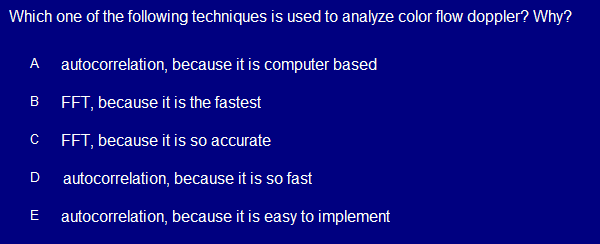 Which one of the following techniques is used to analyze color flow doppler? Why?
A autocorrelation, because it is computer based
B FFT, because it is the fastest
C FFT, because it is so accurate
D autocorrelation, because it is so fast
E autocorrelation, because it is easy to implement